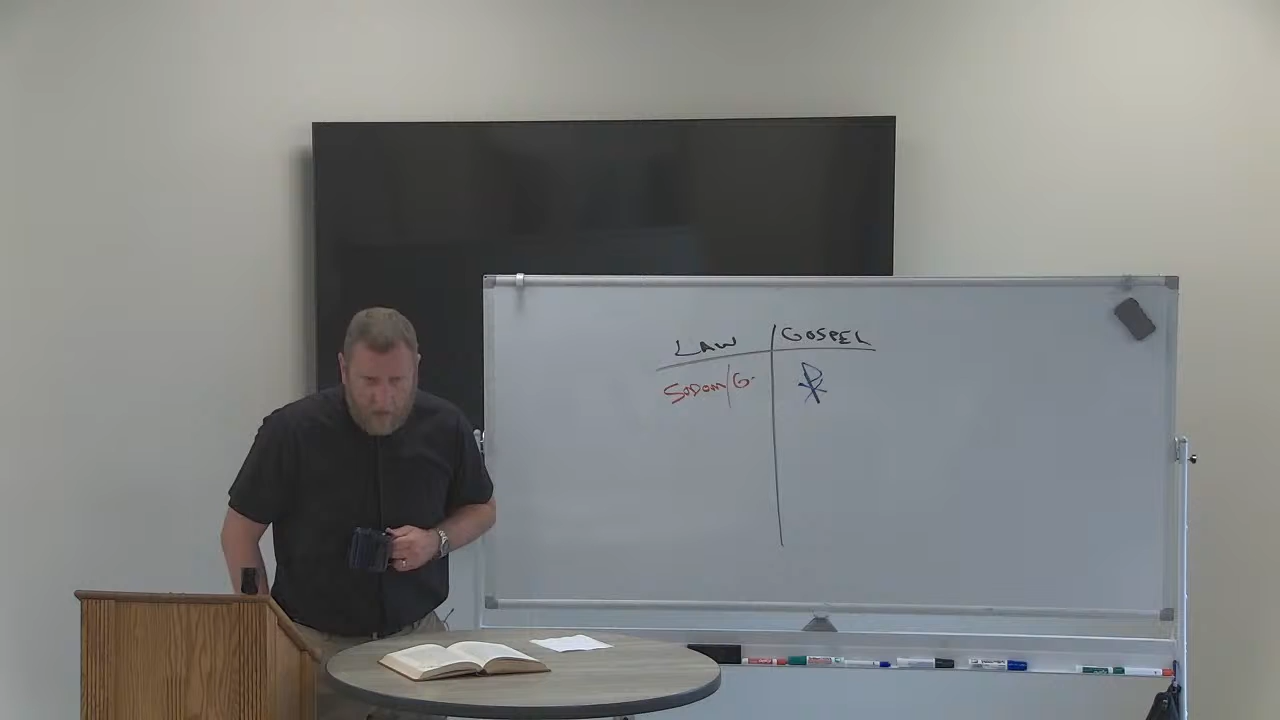 LAW | GOSPEL
SODOM/G. | ☧